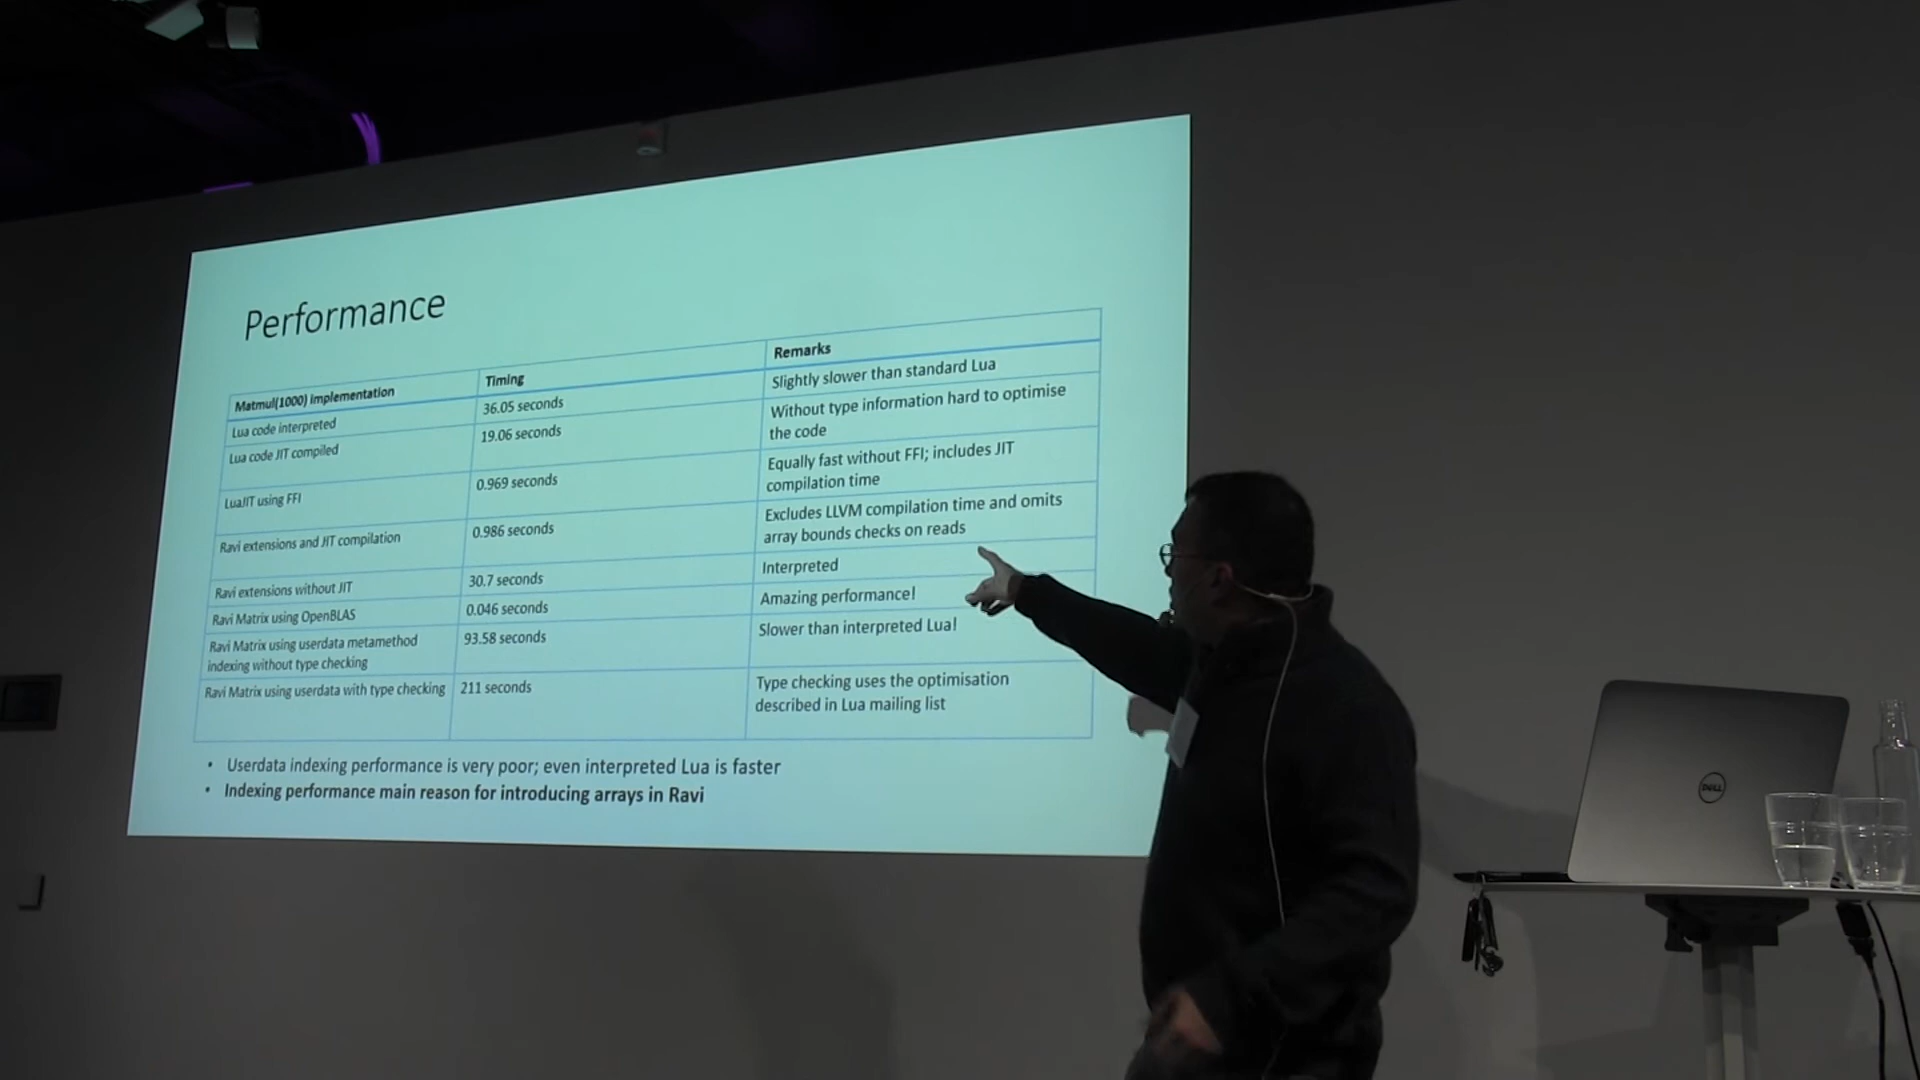 Performance
Matmul(1000) Implementation
Timing
Remarks
Lua code interpreted
36.05 seconds
Slightly slower than standard Lua
Lua code JIT compiled
19.06 seconds
Without type information hard to optimise
the code
LuaJIT using FFI
0.969 seconds
Equally fast without FFI; includes JIT
compilation time
Ravi extensions and JIT compilation
0.986 seconds
Excludes LLVM compilation time and omits
array bounds checks on reads
Ravi extensions without JIT
30.7 seconds
Interpreted
Ravi Matrix using OpenBLAS
0.046 seconds
Amazing performance!
Ravi Matrix using userdata metamethod
indexing without type checking
93.58 seconds
Slower than interpreted Lua!
Ravi Matrix using userdata with type checking
211 seconds
Type checking uses the optimisation
described in Lua mailing list
• Userdata indexing performance is very poor; even interpreted Lua is faster
• Indexing performance main reason for introducing arrays in Ravi
DELL